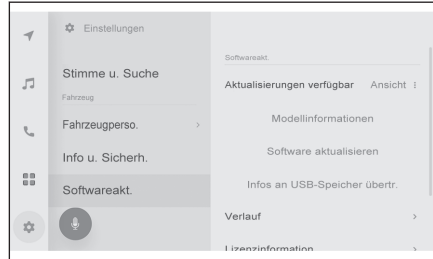 Einstellungen
Stimme u. Suche
Fahrzeug
Fahrzeugperso.
Info u. Sicherh.
Softwareakt.
Softwareakt.
Aktualisierungen verfügbar Ansicht
Modellinformationen
Software aktualisieren
Infos an USB-Speicher übertr.
Verlauf
Lizenzinformation